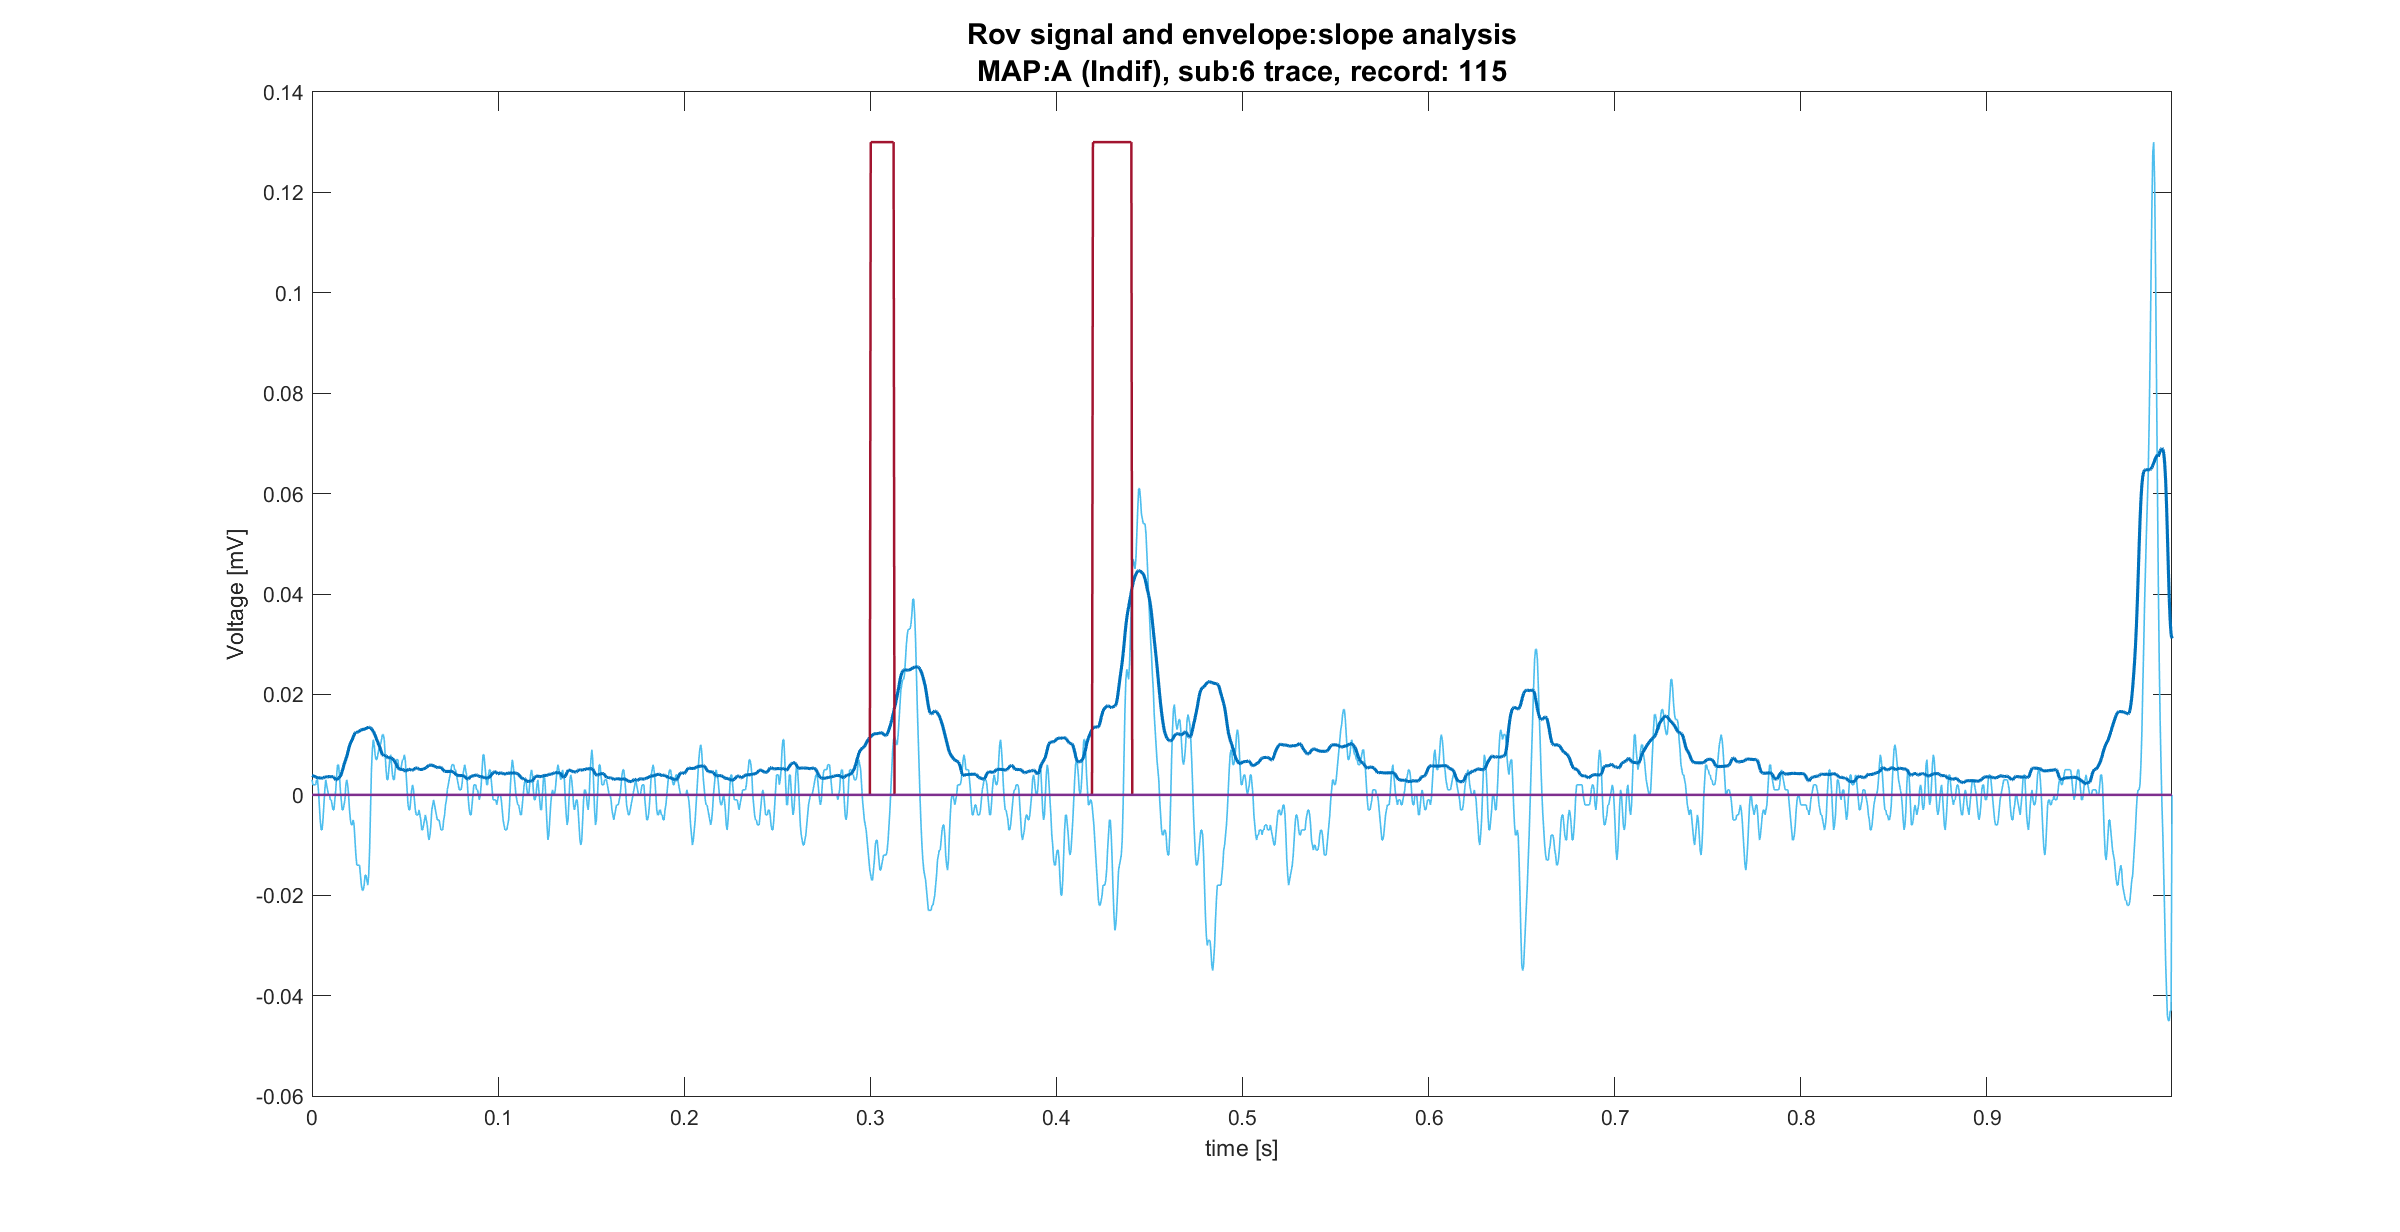 Rov signal and envelope:slope analysis
MAP:A (Indif), sub:6 trace, record: 115
0.14
0.12
0.1
0.08
0.06
0.04
0.02
0
-0.02
-0.04
-0.06
Voltage [mV]
0 0.1 0.2 0.3 0.4 0.5 0.6 0.7 0.8 0.9
time [s]